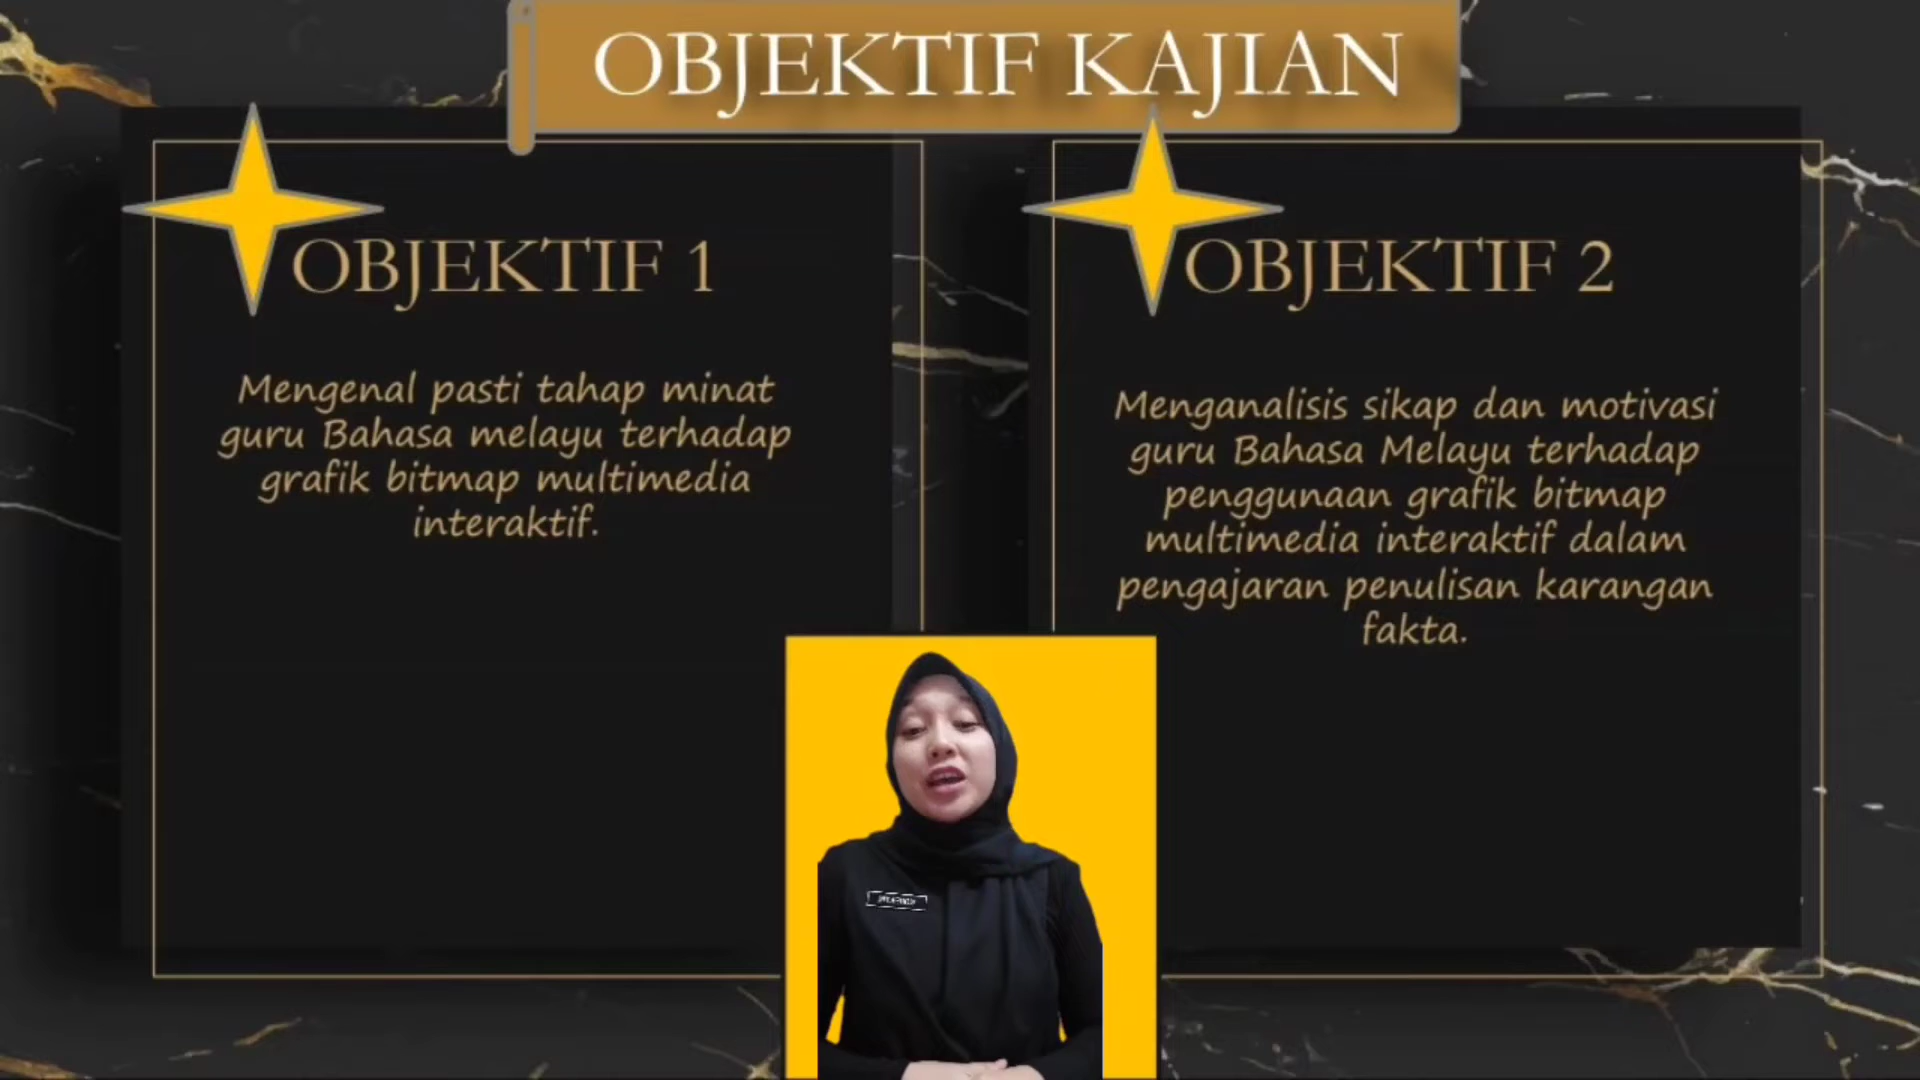 OBJEKTIF KAJIAN
OBJEKTIF 1
Mengenal pasti tahap minat
guru Bahasa melayu terhadap
grafik bitmap multimedia
interaktif.
OBJEKTIF 2
Menganalisis sikap dan motivasi
guru Bahasa Melayu terhadap
penggunaan grafik bitmap
multimedia interaktif dalam
pengajaran penulisan karangan
fakta.